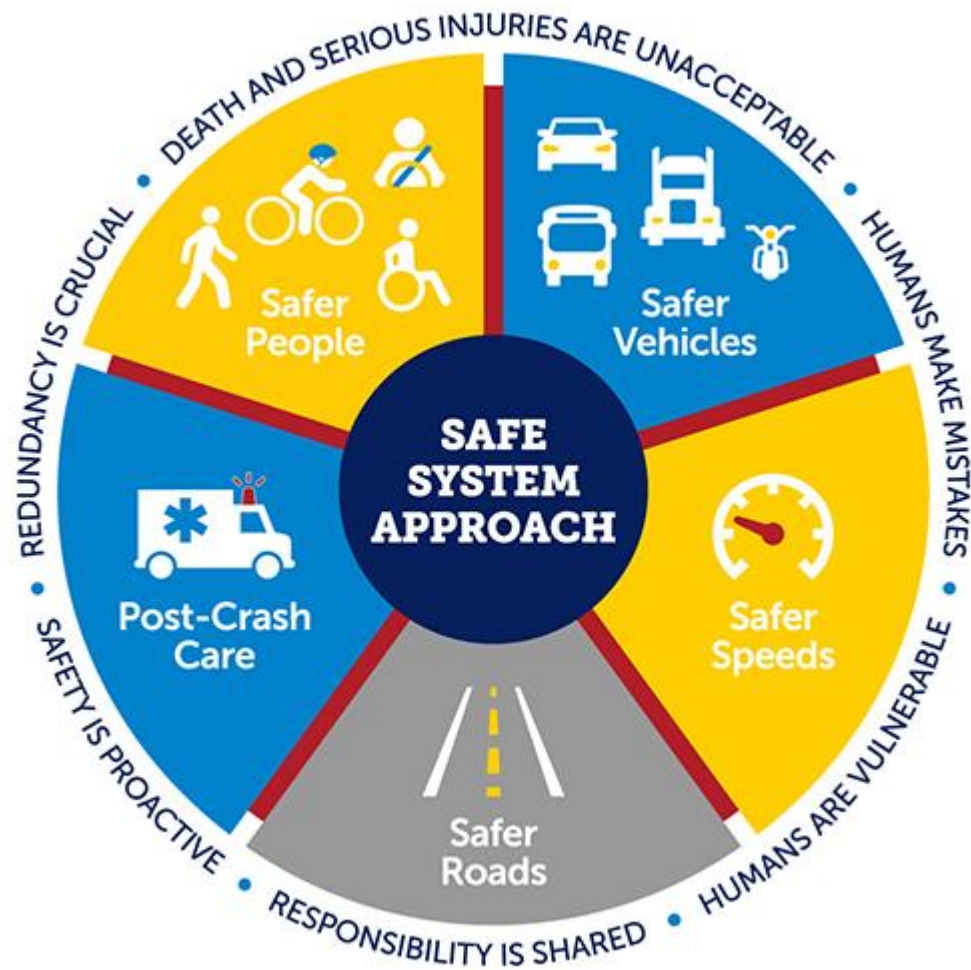 DEATH AND SERIOUS INJURIES ARE UNACCEPTABLE
HUMANS MAKE MISTAKES
HUMANS ARE VULNERABLE
RESPONSIBILITY IS SHARED
SAFETY IS PROACTIVE
REDUNDANCY IS CRUCIAL
Safer
People
Safer
Vehicles
SAFE
SYSTEM
APPROACH
Safer
Speeds
Safer
Roads
Post-Crash
Care